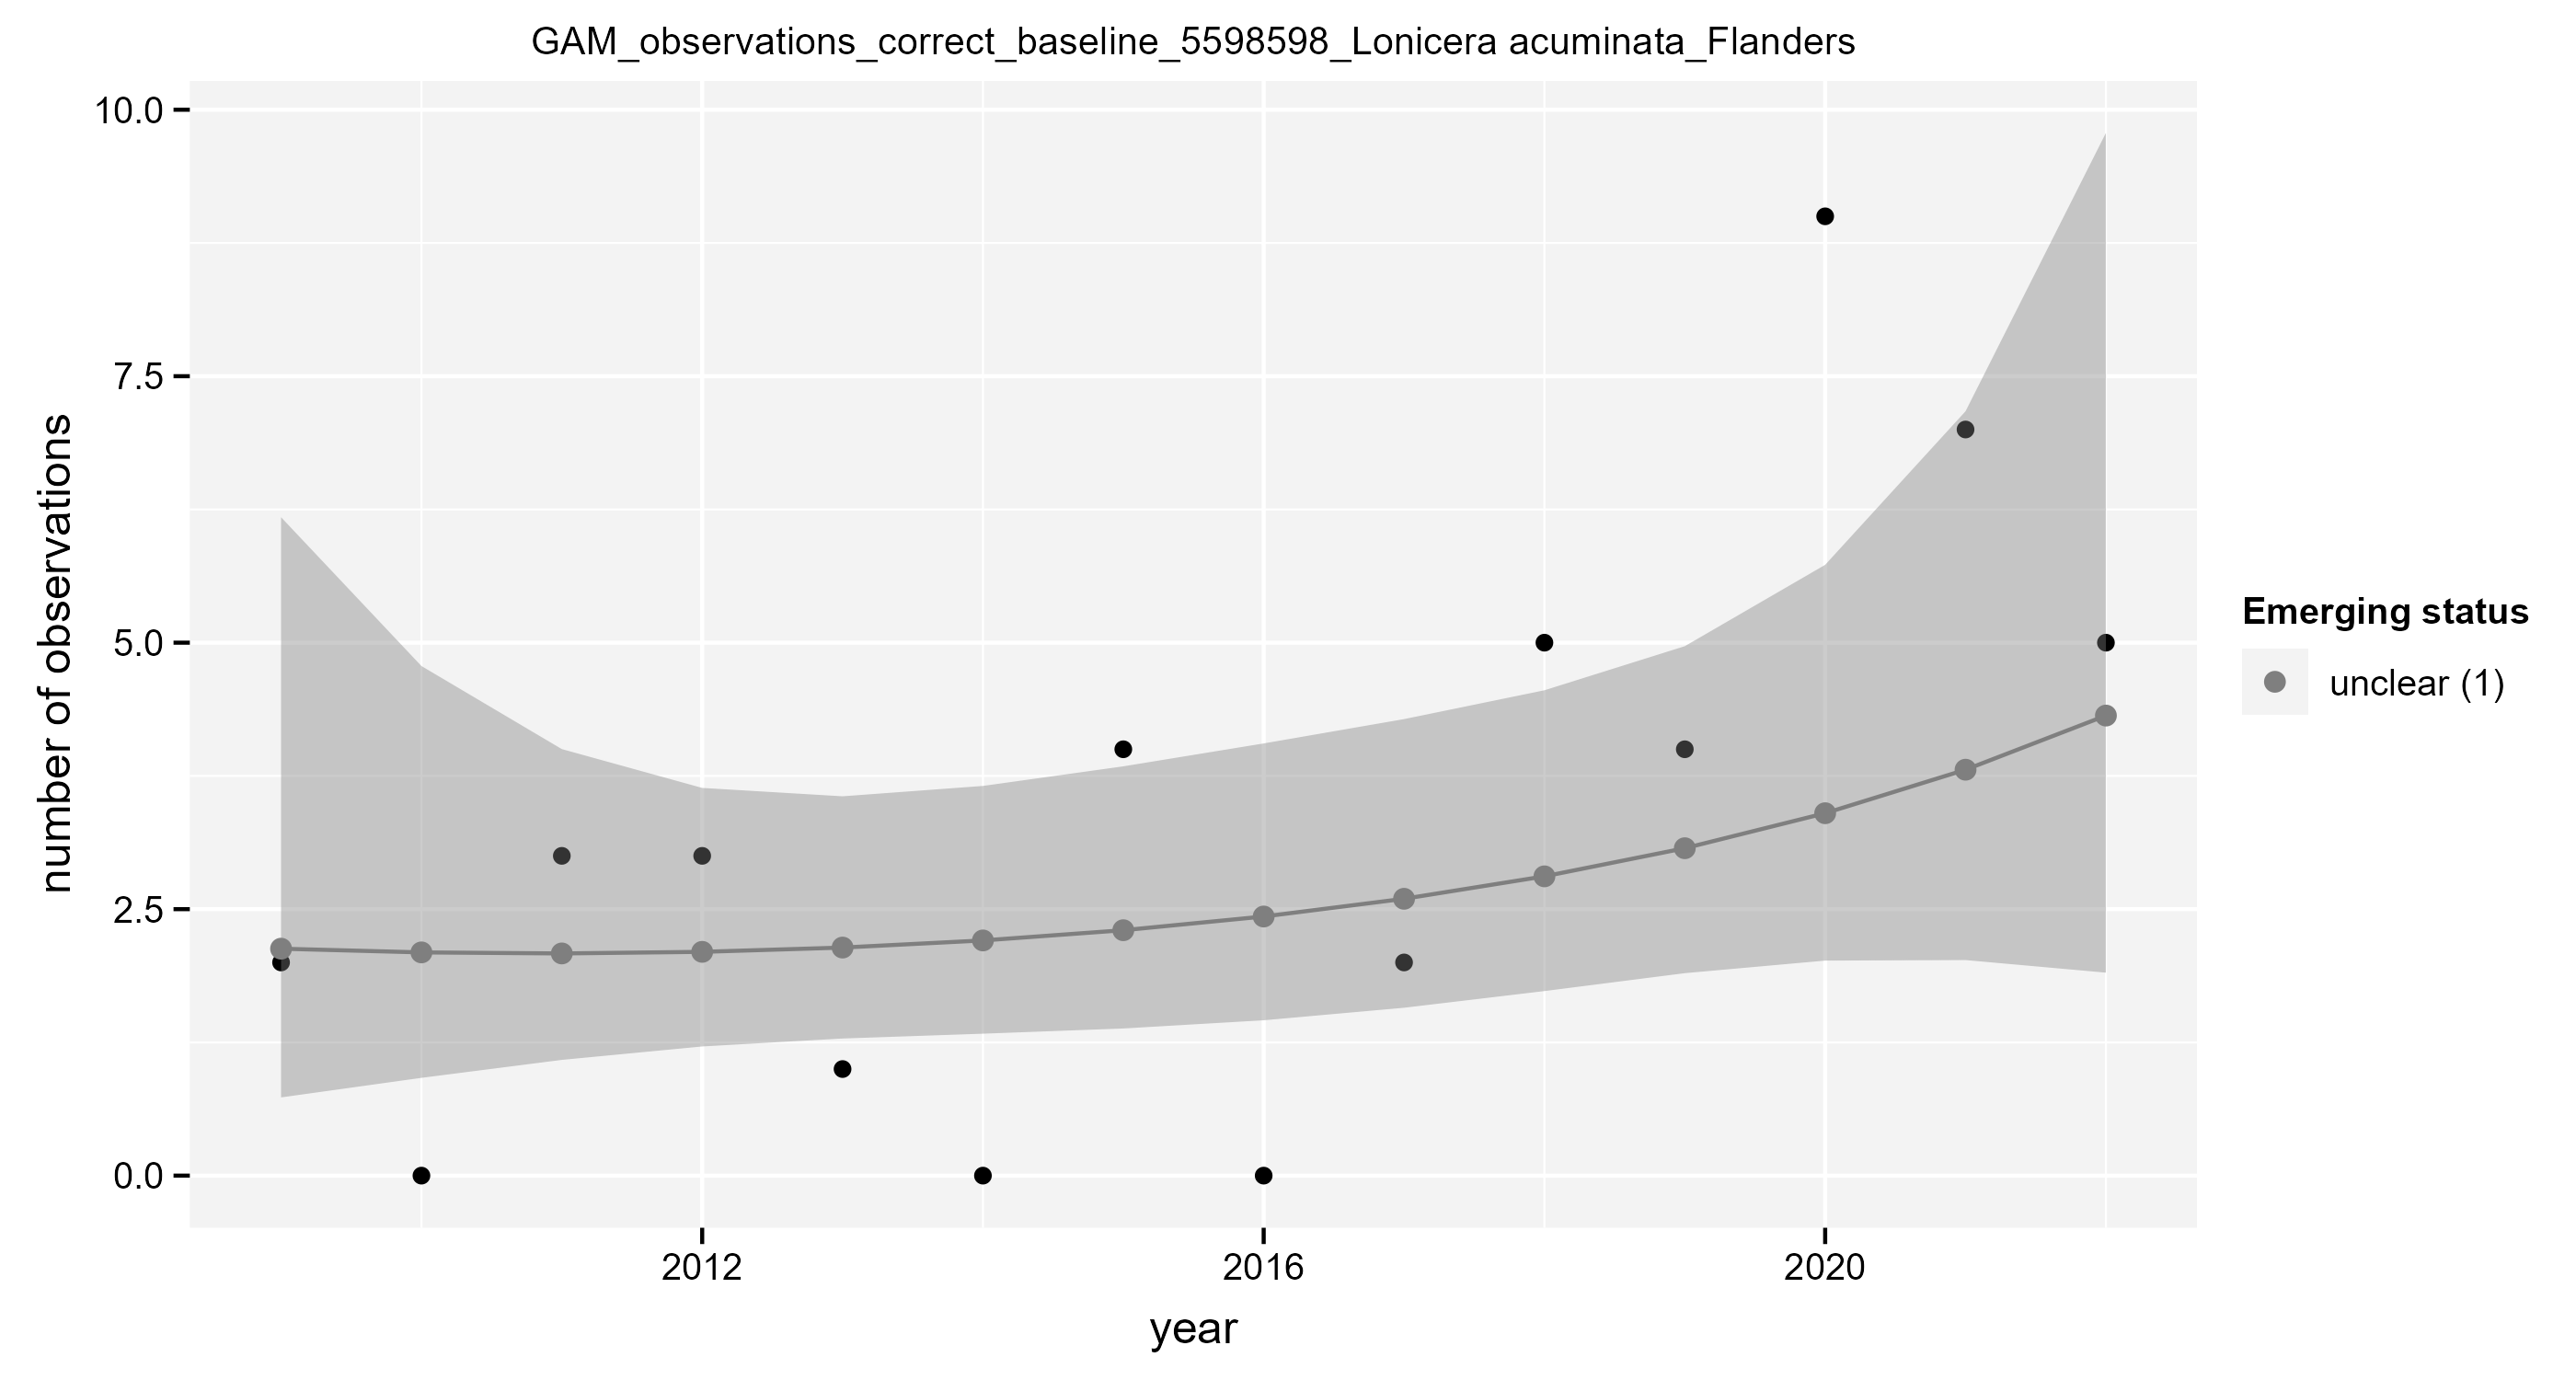 GAM_observations_correct_baseline_5598598_Lonicera acuminata_Flanders
10.0
7.5
5.0
2.5
0.0
number of observations
2012
2016
2020
year
Emerging status
unclear (1)